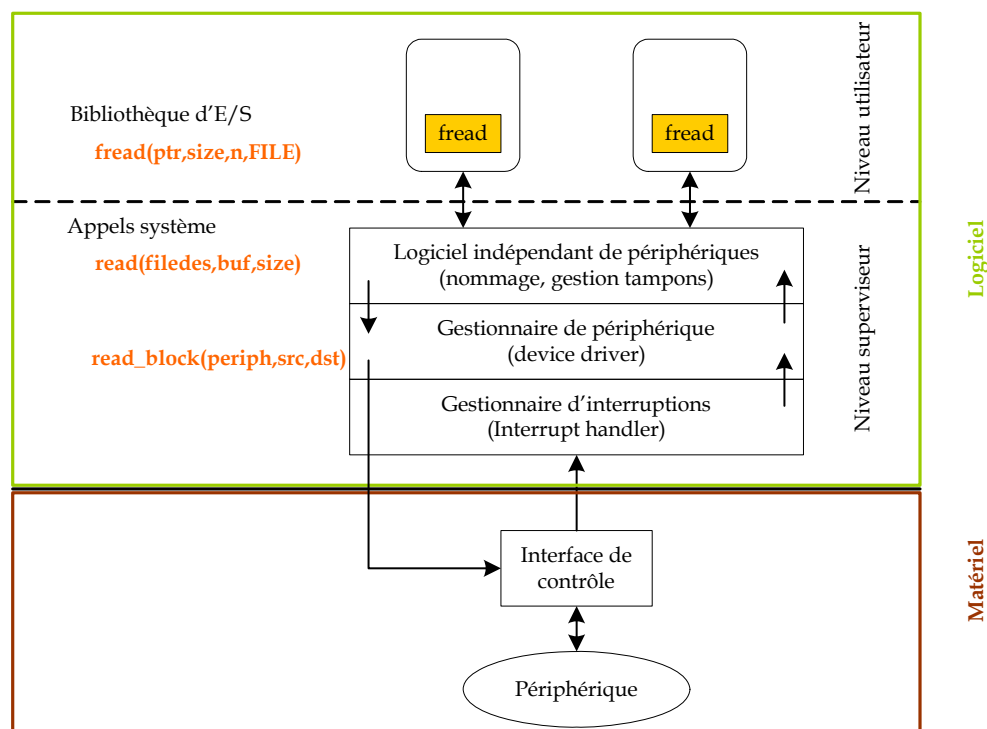 Bibliothèque d'E/S
fread(ptr,size,n,FILE)
fread
fread
Niveau utilisateur
Appels système
read(filedes,buf,size)
Logiciel indépendant de périphériques
(nommage, gestion tampons)
read_block(periph,src,dst)
Gestionnaire de périphérique
(device driver)
Gestionnaire d'interruptions
(Interrupt handler)
Niveau superviseur
Logiciel
Interface de
contrôle
Périphérique
Matériel